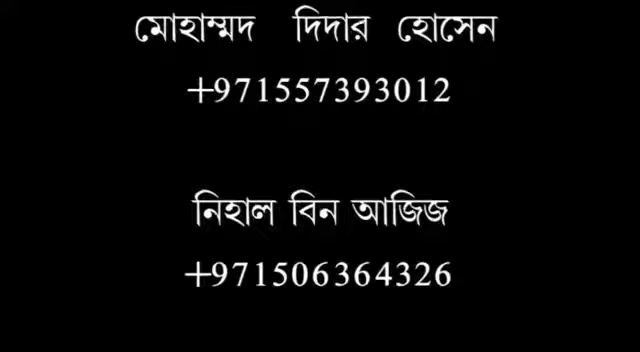 মোহাম্মদ দিদার হোসেন
+971557393012
নিহাল বিন আজিজ
+971506364326